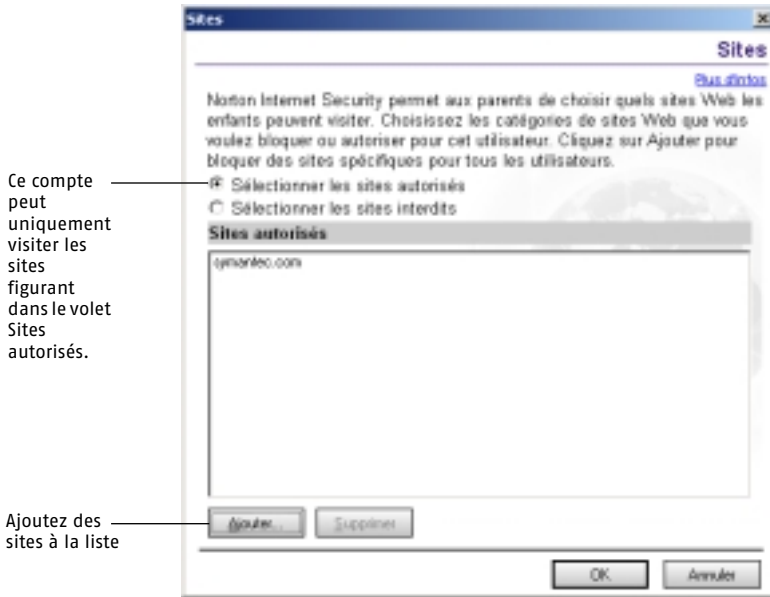 Sites
Sites
Plus d'infos
Norton Internet Security permet aux parents de choisir quels sites Web les
enfants peuvent visiter. Choisissez les catégories de sites Web que vous
voulez bloquer ou autoriser pour cet utilisateur. Cliquez sur Ajouter pour
bloquer des sites spécifiques pour tous les utilisateurs.
Ce compte
peut
uniquement
visiter les
sites
figurant
dans le volet
Sites
autorisés.
Sélectionner les sites autorisés
Sélectionner les sites interdits
Sites autorisés
symantec.com
Ajoutez des
sites à la liste
Ajouter...
Supprimer
OK
Annuler